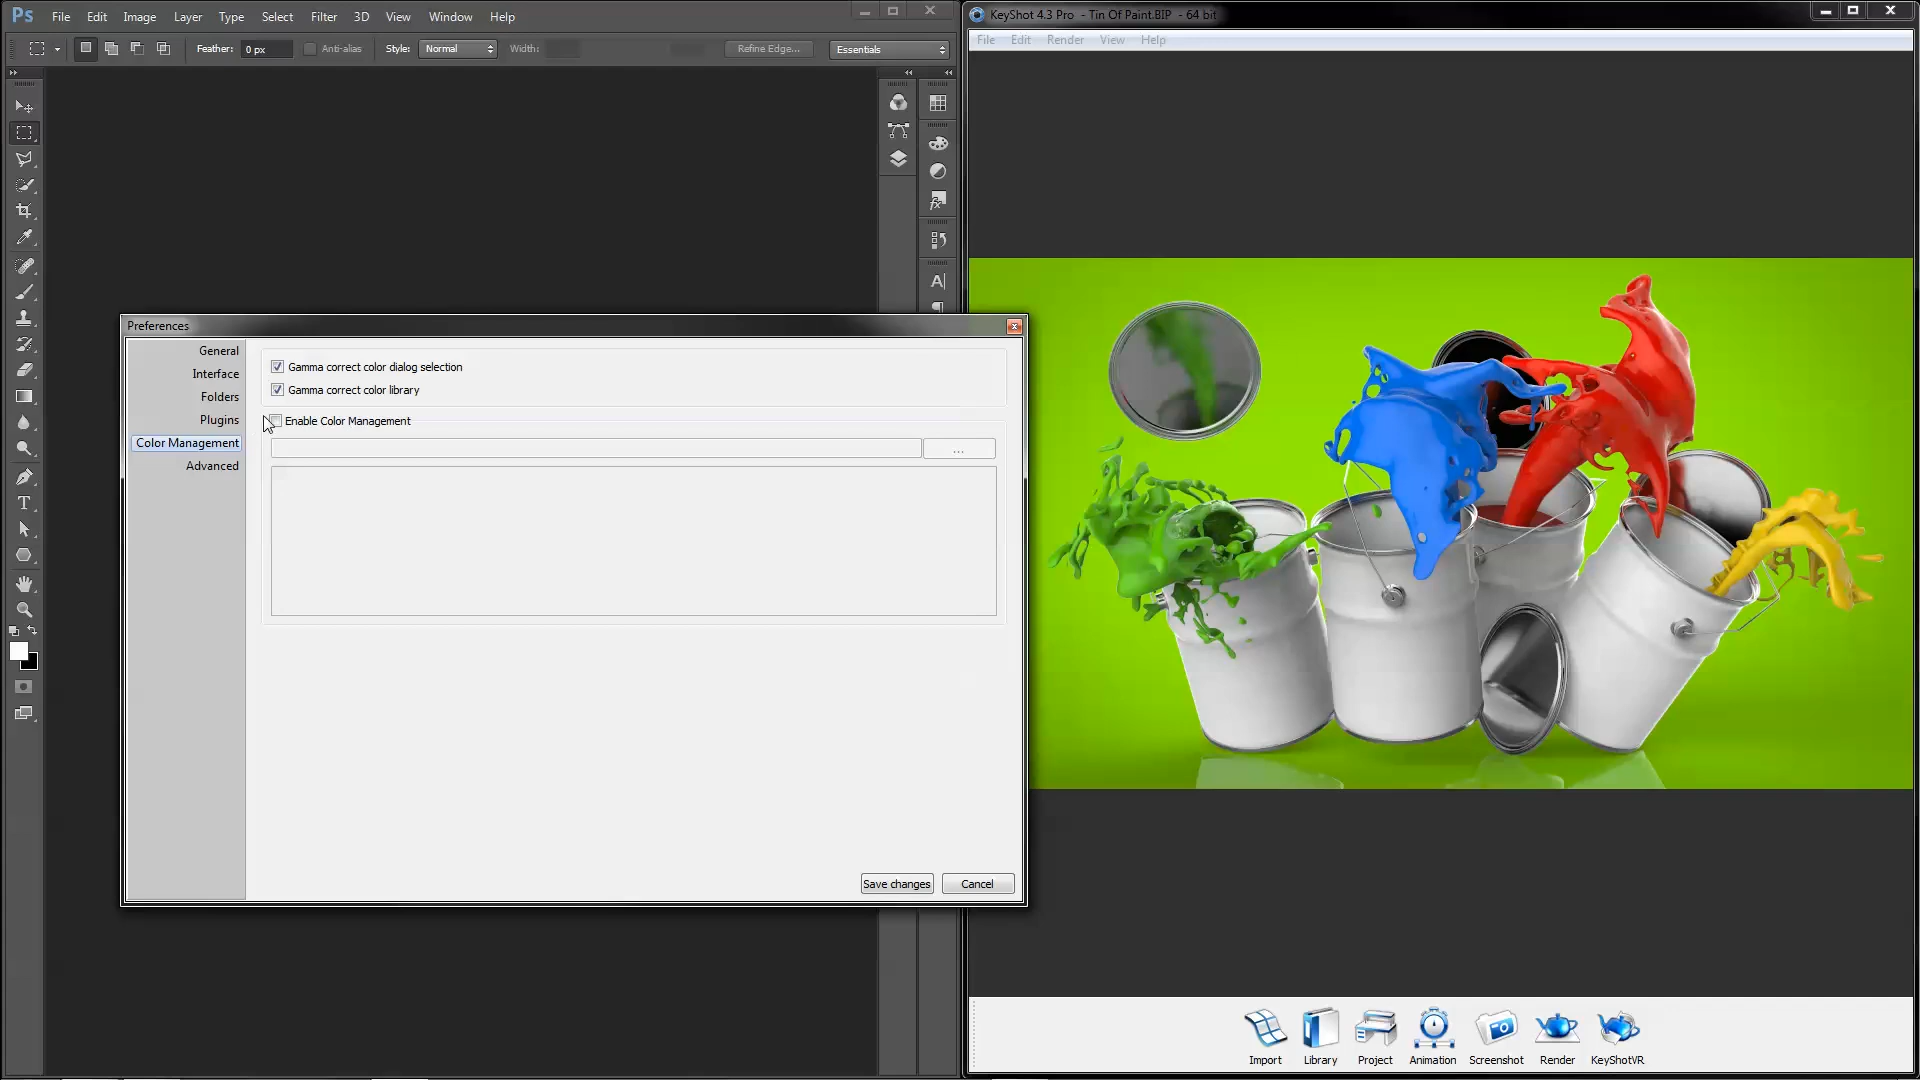 Ps File Edit Image Layer Type Select Filter 3D View Window Help
Feather: 0 px Anti-alias Style: Normal Width: Refine Edge... Essentials
KeyShot 4.3 Pro - Tin Of Paint.BIP - 64 bit
File Edit Render View Help
Preferences
General
Interface
Folders
Plugins
Color Management
Advanced
Gamma correct color dialog selection
Gamma correct color library
Enable Color Management
...
Save changes Cancel
Import Library Project Animation Screenshot Render KeyShotVR